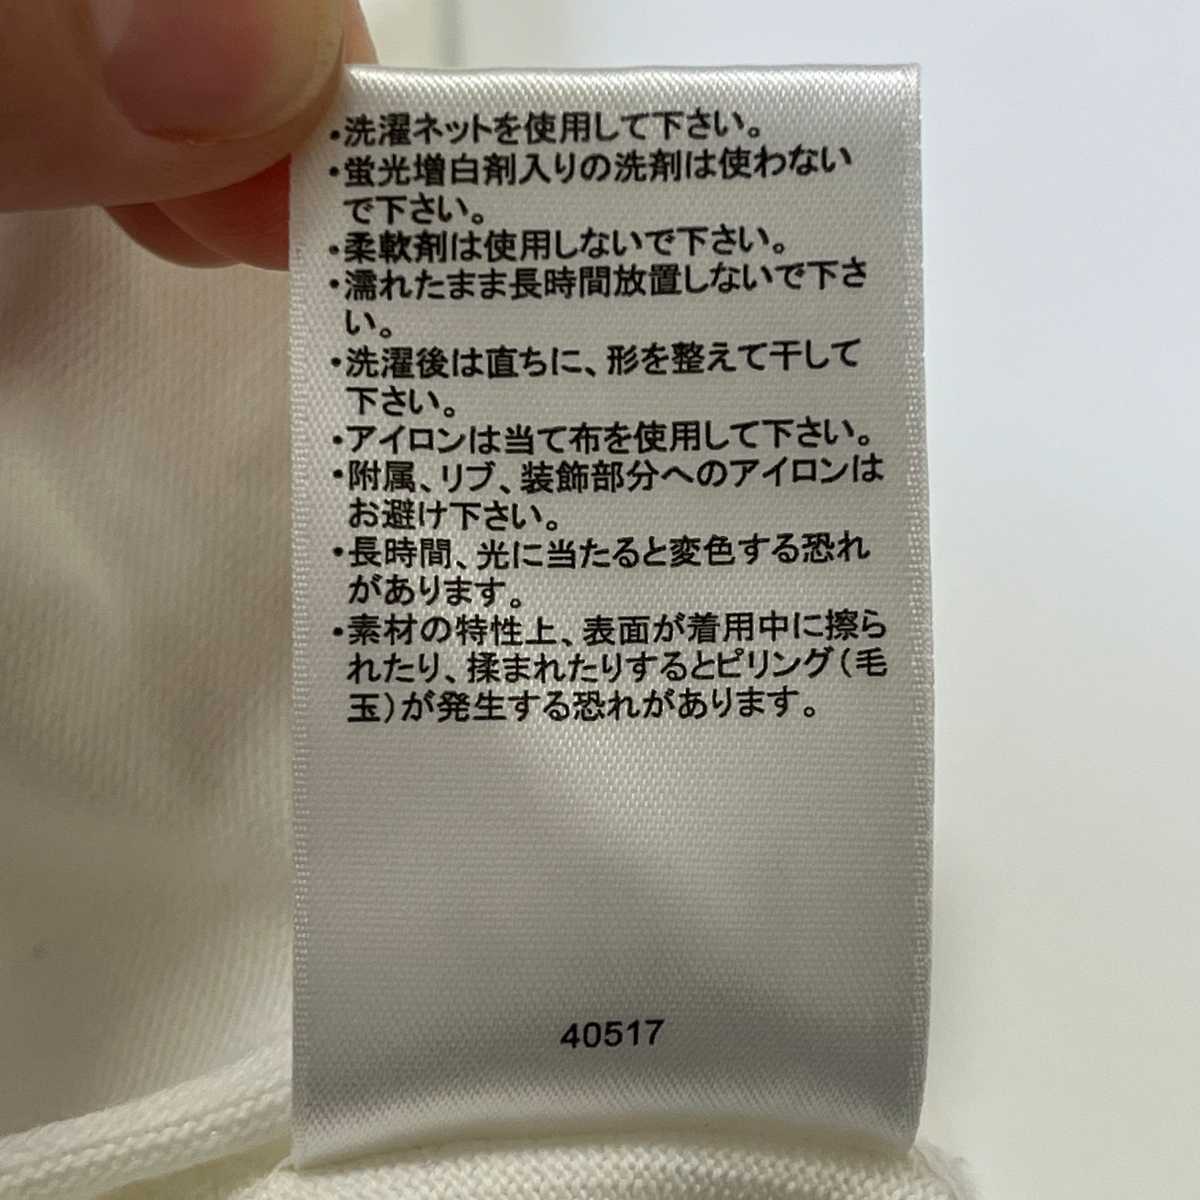 ・洗濯ネットを使用して下さい。
・蛍光増白剤入りの洗剤は使わない
で下さい。
・柔軟剤は使用しないで下さい。
・濡れたまま長時間放置しないで下さ
い。
・洗濯後は直ちに、形を整えて干して
下さい。
・アイロンは当て布を使用して下さい。
・附属、リブ、装飾部分へのアイロンは
お避け下さい。
・長時間、光に当たると変色する恐れ
があります。
・素材の特性上、表面が着用中に擦ら
れたり、揉まれたりするとピリング(毛
玉)が発生する恐れがあります。
40517